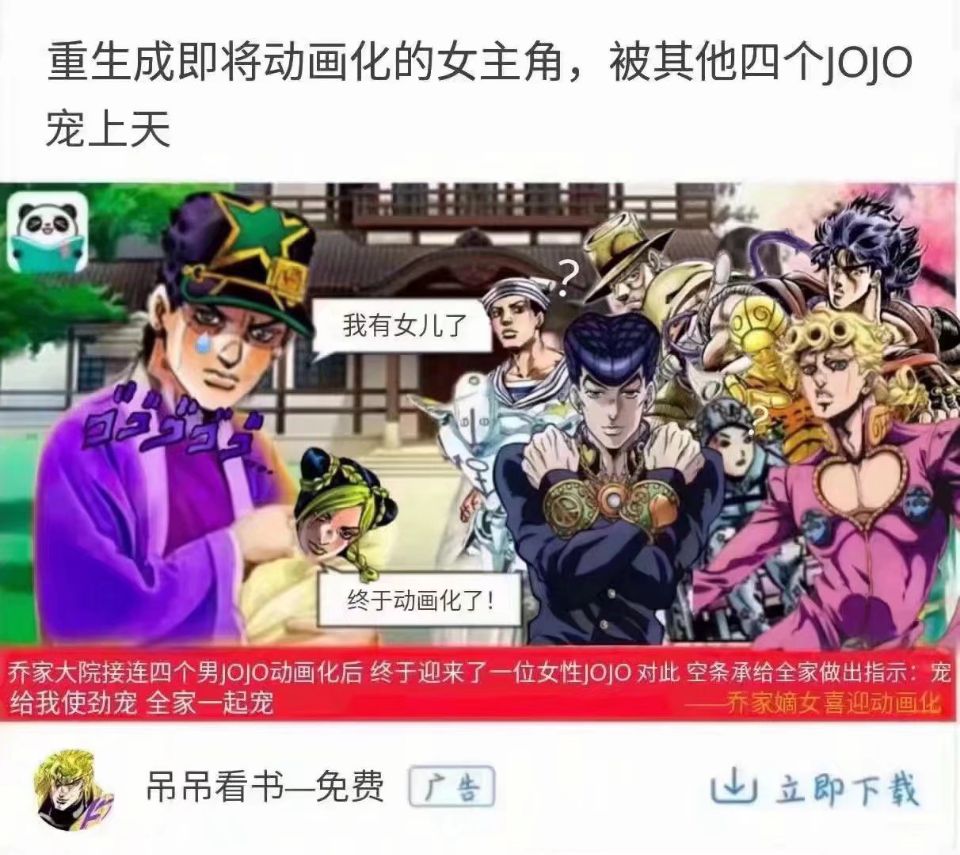 重生成即将动画化的女主角，被其他四个JOJO
宠上天
?
我有女儿了
ゴゴゴゴ
?
终于动画化了！
乔家大院接连四个男JOJO动画化后 终于迎来了一位女性JOJO 对此 空条承给全家做出指示：宠
给我使劲宠 全家一起宠
——乔家嫡女喜迎动画化
吊吊看书—免费
广告
立即下载